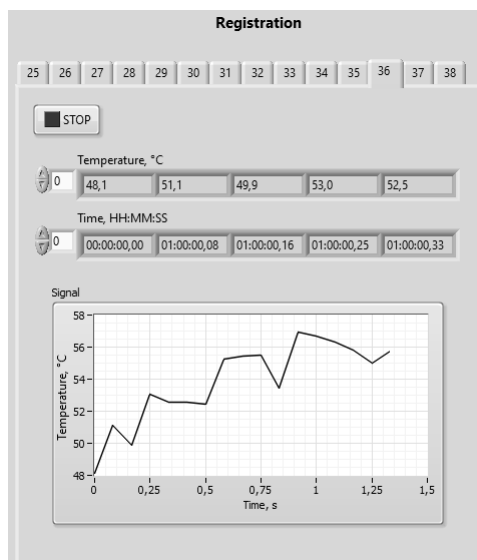 Registration
25 26 27 28 29 30 31 32 33 34 35 36 37 38
STOP
Temperature, °C
0 48,1 51,1 49,9 53,0 52,5
Time, HH:MM:SS
0 00:00:00,00 01:00:00,08 01:00:00,16 01:00:00,25 01:00:00,33
Signal
58
56
54
52
50
48
Temperature, °C
0 0,25 0,5 0,75 1 1,25 1,5
Time, s